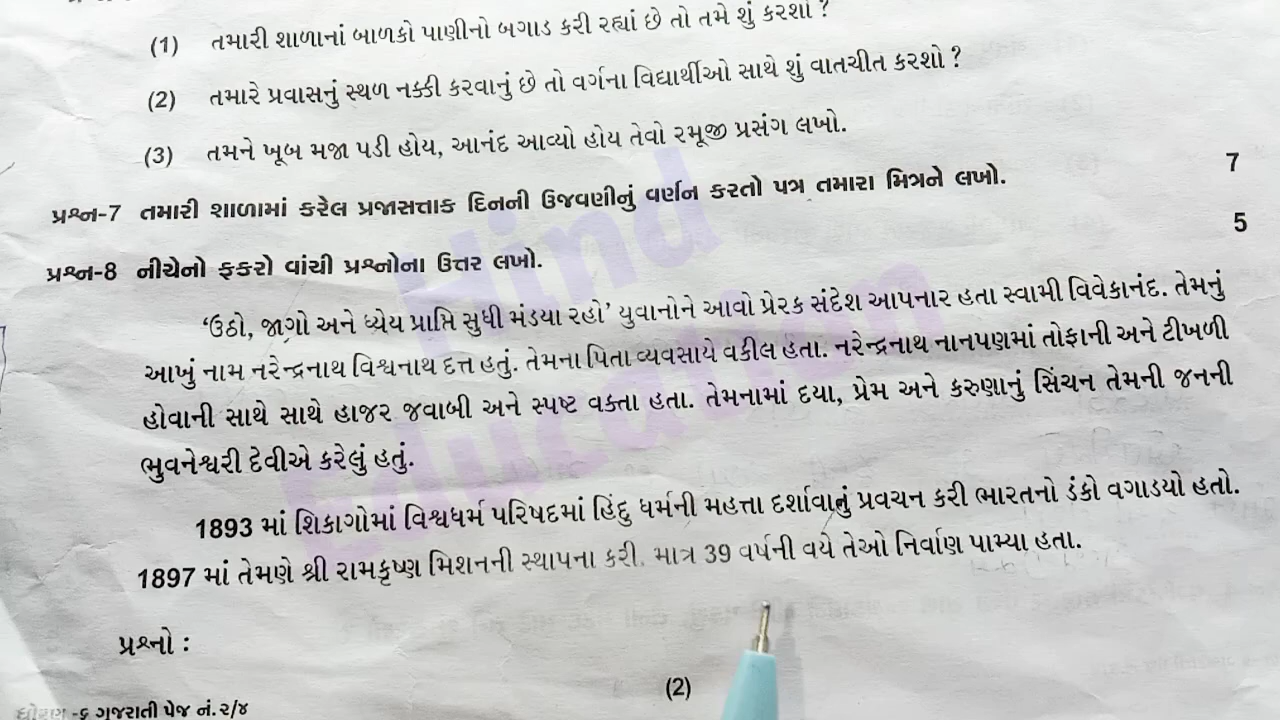 (1) તમારી શાળાનાં બાળકો પાણીનો બગાડ કરી રહ્યાં છે તો તમે શું કરશો ?
(2) તમારે પ્રવાસનું સ્થળ નક્કી કરવાનું છે તો વર્ગના વિદ્યાર્થીઓ સાથે શું વાતચીત કરશો ?
(3) તમને ખૂબ મજા પડી હોય, આનંદ આવ્યો હોય તેવો રમૂજી પ્રસંગ લખો.
પ્રશ્ન-7 તમારી શાળામાં કરેલ પ્રજાસત્તાક દિનની ઉજવણીનું વર્ણન કરતો પત્ર તમારા મિત્રને લખો. 7
પ્રશ્ન-8 નીચેનો ફકરો વાંચી પ્રશ્નોના ઉત્તર લખો. 5
‘ઉઠો, જાગો અને ધ્યેય પ્રાપ્તિ સુધી મંડયા રહો’ યુવાનોને આવો પ્રેરક સંદેશ આપનાર હતા સ્વામી વિવેકાનંદ. તેમનું
આખું નામ નરેન્દ્રનાથ વિશ્વનાથ દત્ત હતું. તેમના પિતા વ્યવસાયે વકીલ હતા. નરેન્દ્રનાથ નાનપણમાં તોફાની અને ટીખળી
હોવાની સાથે સાથે હાજર જવાબી અને સ્પષ્ટ વક્તા હતા. તેમનામાં દયા, પ્રેમ અને કરુણાનું સિંચન તેમની જનની
ભુવનેશ્વરી દેવીએ કરેલું હતું.
1893 માં શિકાગોમાં વિશ્વધર્મ પરિષદમાં હિંદુ ધર્મની મહત્તા દર્શાવાનું પ્રવચન કરી ભારતનો ડંકો વગાડયો હતો.
1897 માં તેમણે શ્રી રામકૃષ્ણ મિશનની સ્થાપના કરી. માત્ર 39 વર્ષની વયે તેઓ નિર્વાણ પામ્યા હતા.
પ્રશ્નો :
(2)
ધોરણ -૬ ગુજરાતી પેજ નં.૨/૪
Hind
Education